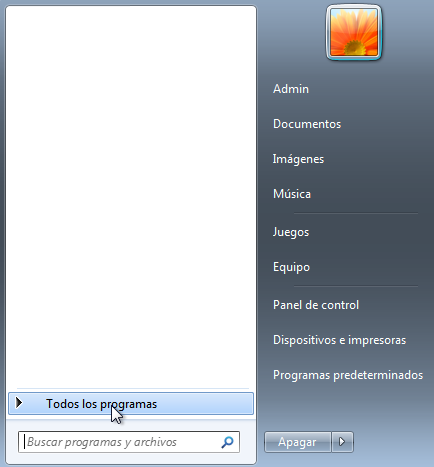 Admin
Documentos
Imágenes
Música
Juegos
Equipo
Panel de control
Dispositivos e impresoras
Programas predeterminados
Todos los programas
Buscar programas y archivos
Apagar